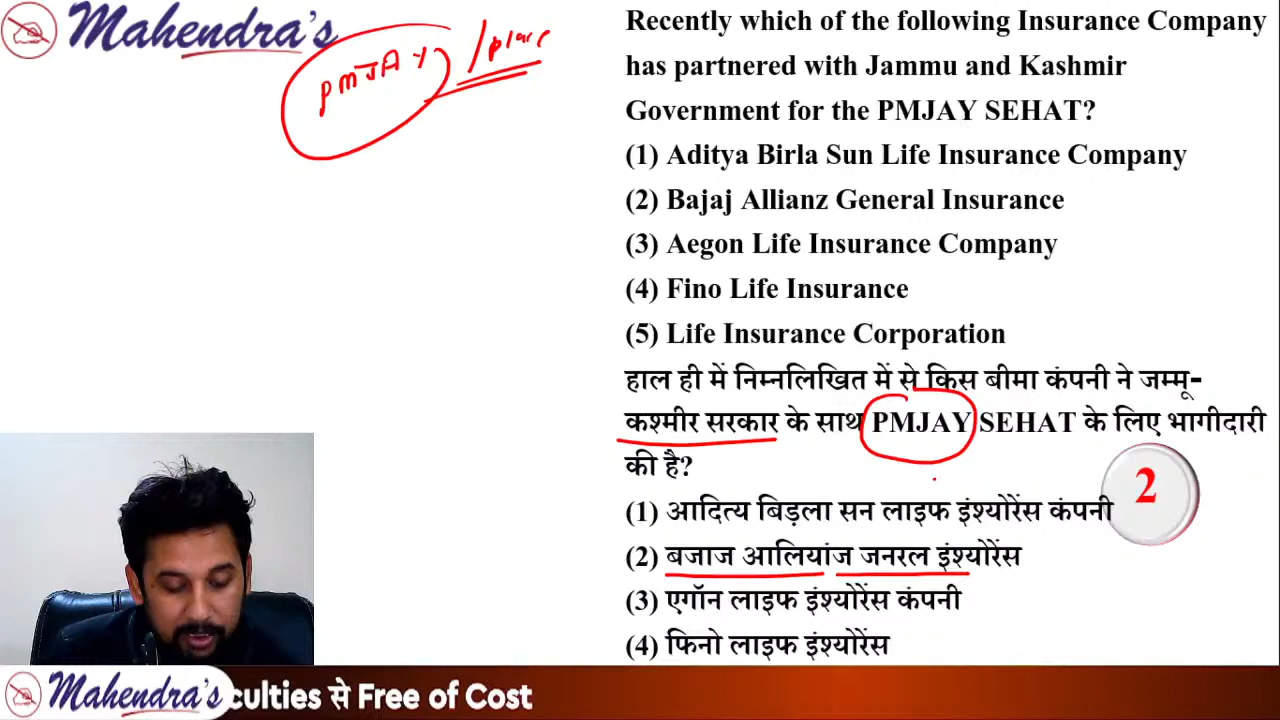 Mahendra's
PMJAY / place
Recently which of the following Insurance Company
has partnered with Jammu and Kashmir
Government for the PMJAY SEHAT?
(1) Aditya Birla Sun Life Insurance Company
(2) Bajaj Allianz General Insurance
(3) Aegon Life Insurance Company
(4) Fino Life Insurance
(5) Life Insurance Corporation
हाल ही में निम्नलिखित में से किस बीमा कंपनी ने जम्मू-
कश्मीर सरकार के साथ PMJAY SEHAT के लिए भागीदारी
की है?
2
(1) आदित्य बिड़ला सन लाइफ इंश्योरेंस कंपनी
(2) बजाज आलियांज जनरल इंश्योरेंस
(3) एगॉन लाइफ इंश्योरेंस कंपनी
(4) फिनो लाइफ इंश्योरेंस
Mahendra's culties से Free of Cost